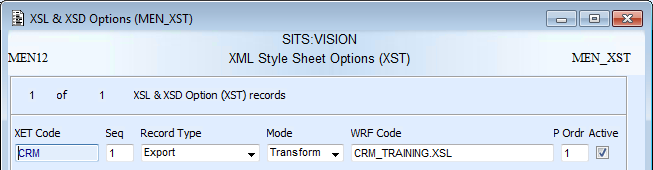 XSL & XSD Options (MEN_XST)
SITS:VISION
MEN12 XML Style Sheet Options (XST) MEN_XST
1 of 1 XSL & XSD Option (XST) records
XET Code Seq Record Type Mode WRF Code P Ordr Active
CRM 1 Export Transform CRM_TRAINING.XSL 1